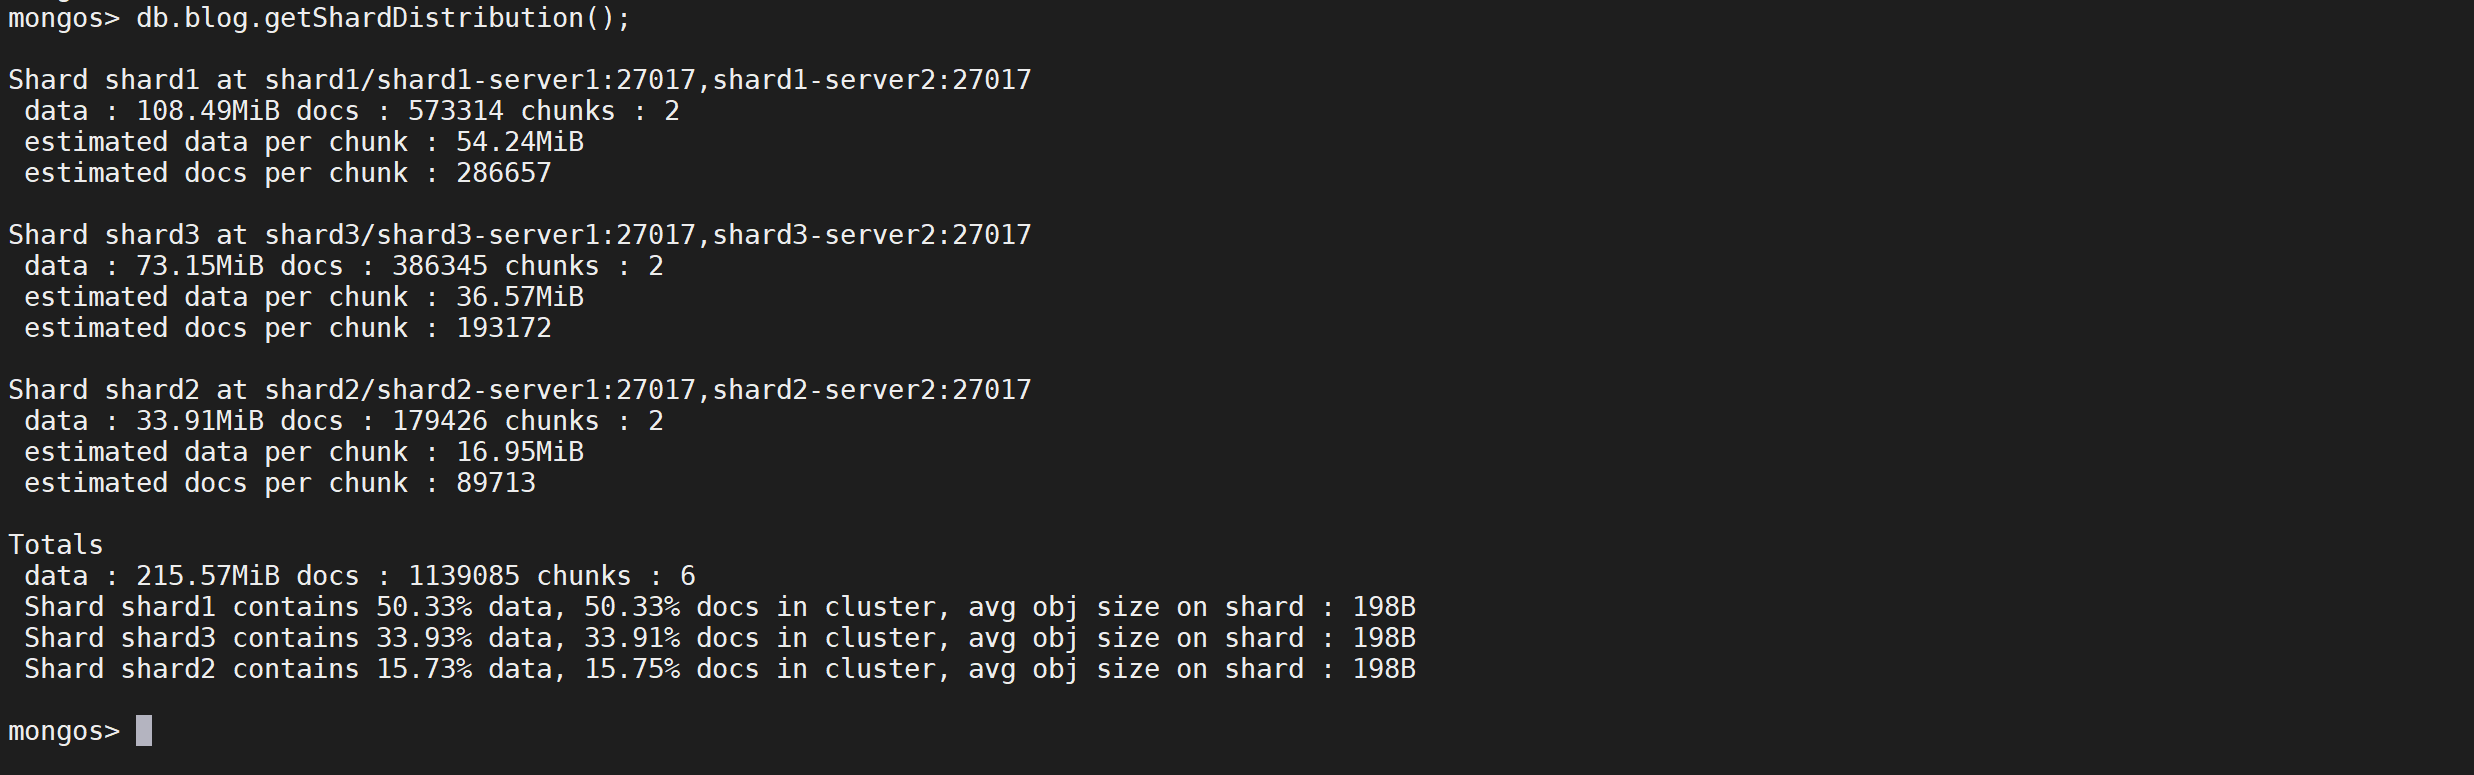 mongos> db.blog.getShardDistribution();
Shard shard1 at shard1/shard1-server1:27017,shard1-server2:27017
data : 108.49MiB docs : 573314 chunks : 2
estimated data per chunk : 54.24MiB
estimated docs per chunk : 286657
Shard shard3 at shard3/shard3-server1:27017,shard3-server2:27017
data : 73.15MiB docs : 386345 chunks : 2
estimated data per chunk : 36.57MiB
estimated docs per chunk : 193172
Shard shard2 at shard2/shard2-server1:27017,shard2-server2:27017
data : 33.91MiB docs : 179426 chunks : 2
estimated data per chunk : 16.95MiB
estimated docs per chunk : 89713
Totals
data : 215.57MiB docs : 1139085 chunks : 6
Shard shard1 contains 50.33% data, 50.33% docs in cluster, avg obj size on shard : 198B
Shard shard3 contains 33.93% data, 33.91% docs in cluster, avg obj size on shard : 198B
Shard shard2 contains 15.73% data, 15.75% docs in cluster, avg obj size on shard : 198B
mongos>